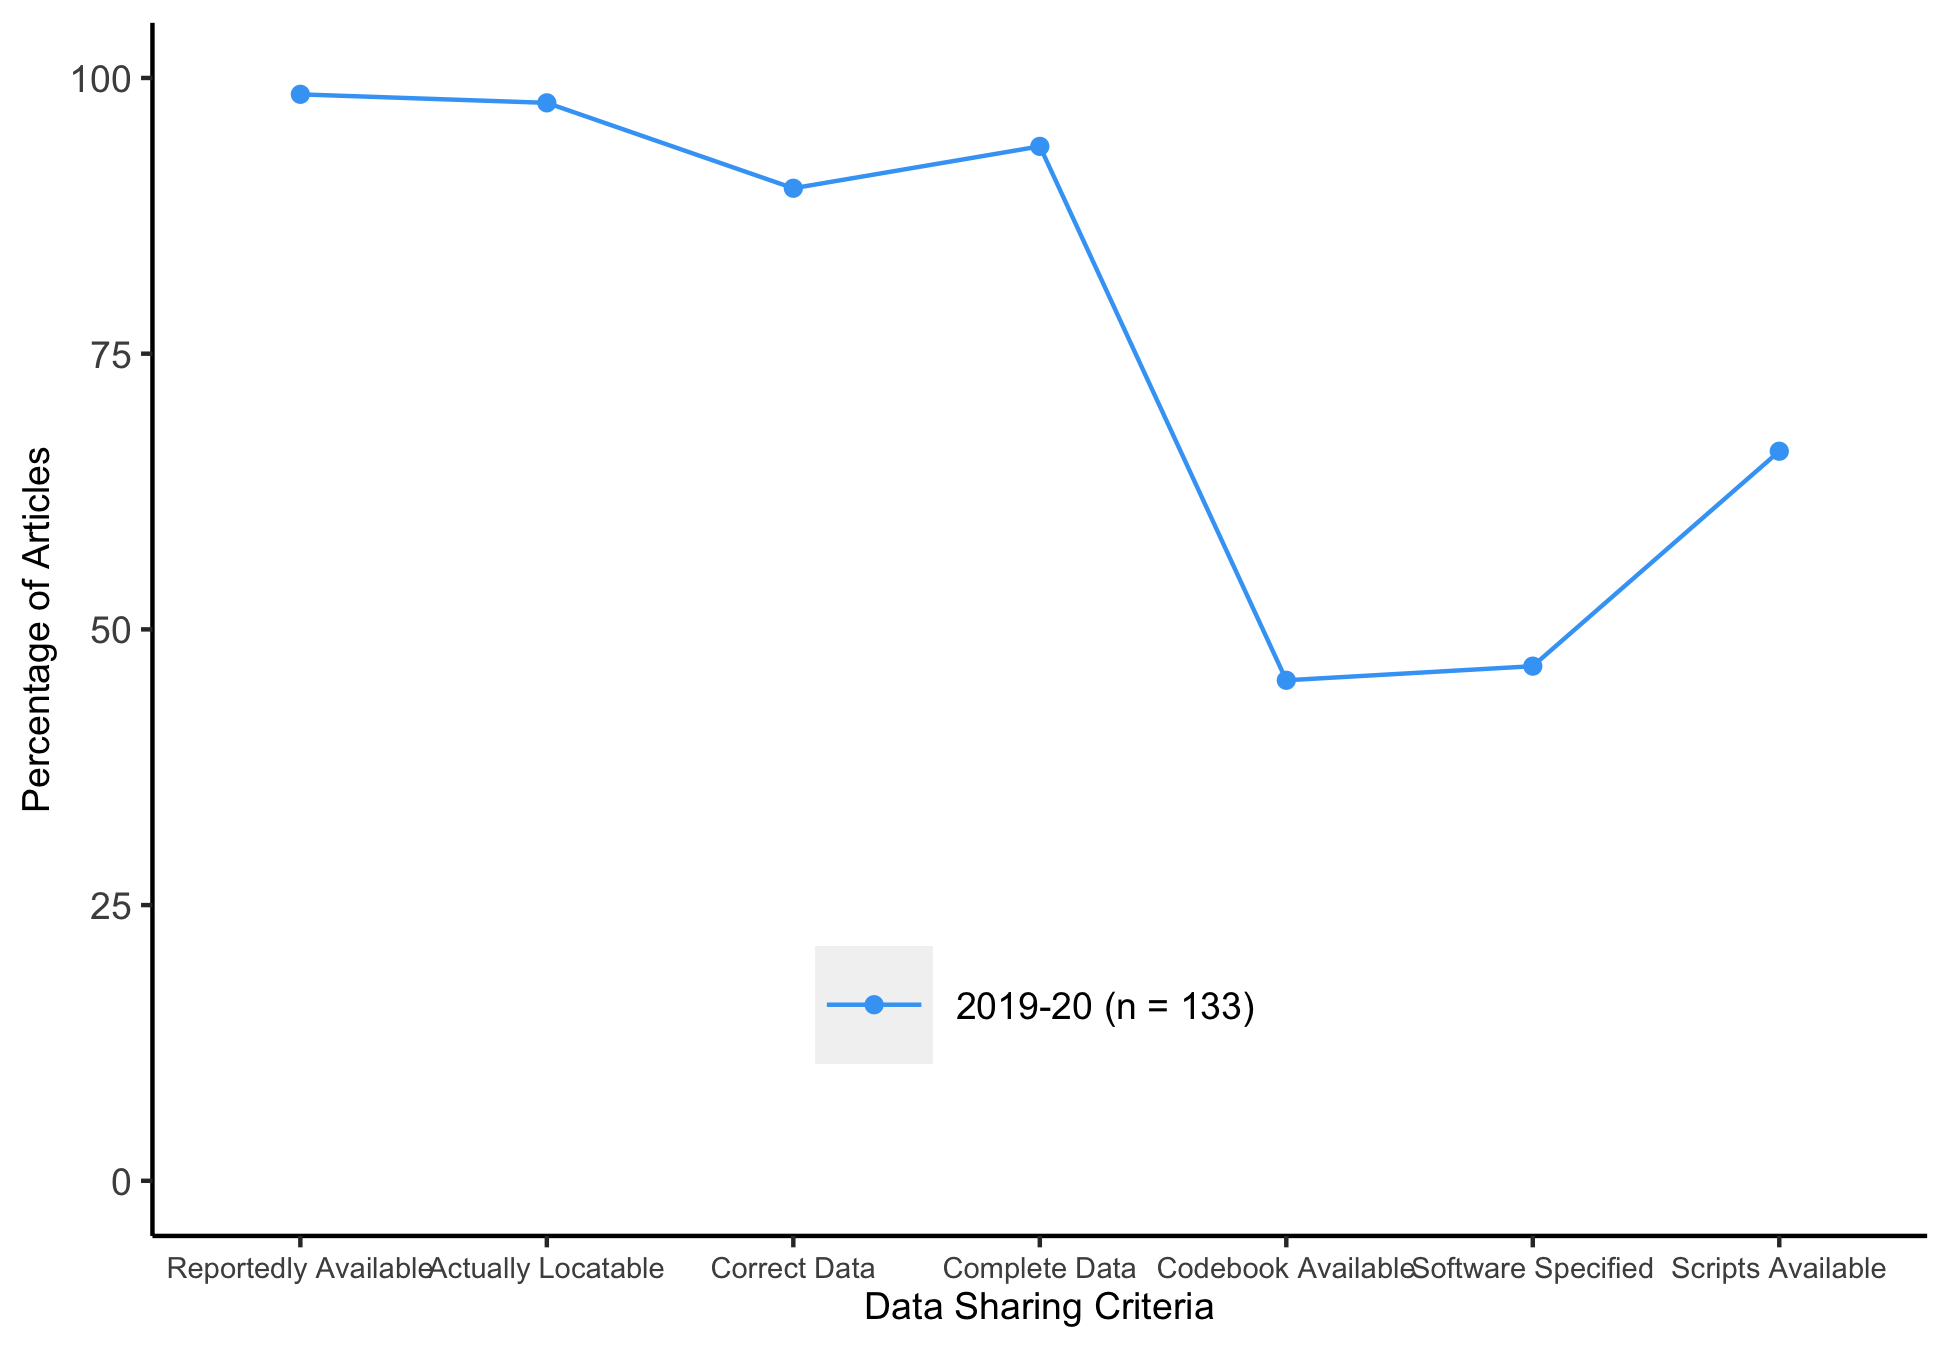 Percentage of Articles
100
75
50
25
0
2019-20 (n = 133)
Reportedly Available Actually Locatable Correct Data Complete Data Codebook Available Software Specified Scripts Available
Data Sharing Criteria